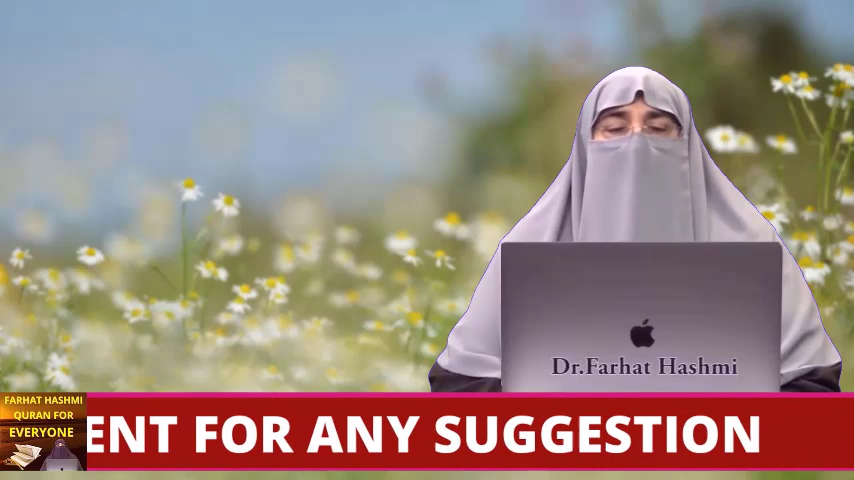 Dr.Farhat Hashmi
FARHAT HASHMI
QURAN FOR
EVERYONE
ENT FOR ANY SUGGESTION